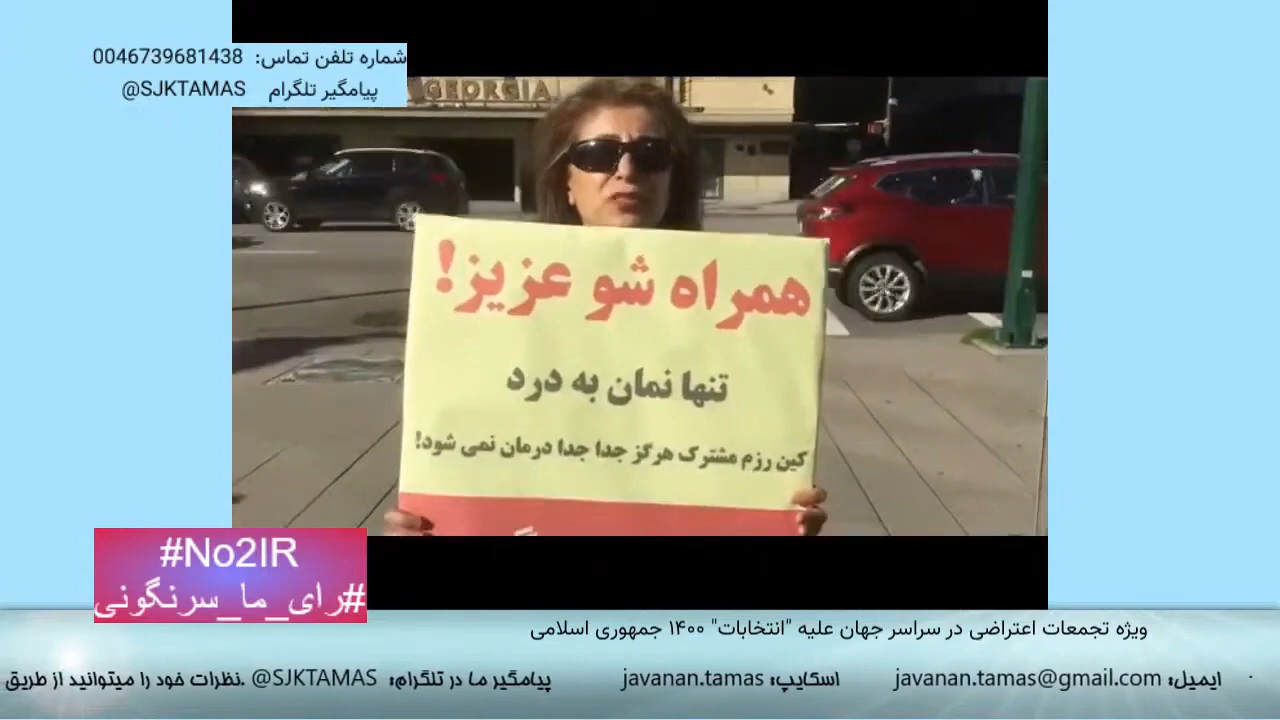 شماره تلفن تماس: 0046739681438
پیامگیر تلگرام @SJKTAMAS
GEORGIA
همراه شو عزیز!
تنها نمان به درد
کین رزم مشترک هرگز جدا جدا درمان نمی شود!
#No2IR
#رای_ما_سرنگونی
ویژه تجمعات اعتراضی در سراسر جهان علیه "انتخابات" ۱۴۰۰ جمهوری اسلامی
ایمیل: javanan.tamas@gmail.com اسکایپ: javanan.tamas پیامگیر ما در تلگرام: @SJKTAMAS .نظرات خود را میتوانید از طریق